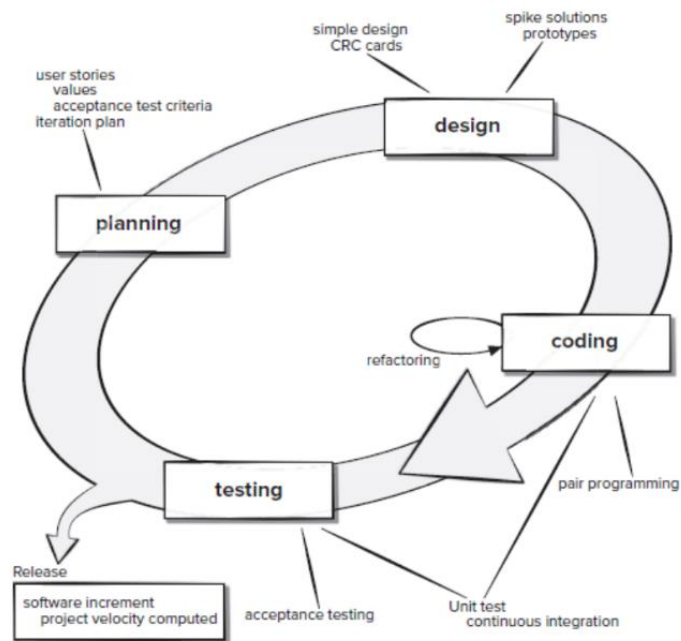 spike solutions
prototypes
simple design
CRC cards
user stories
values
acceptance test criteria
iteration plan
design
planning
coding
refactoring
testing
pair programming
Release
software increment
project velocity computed
acceptance testing
Unit test
continuous integration